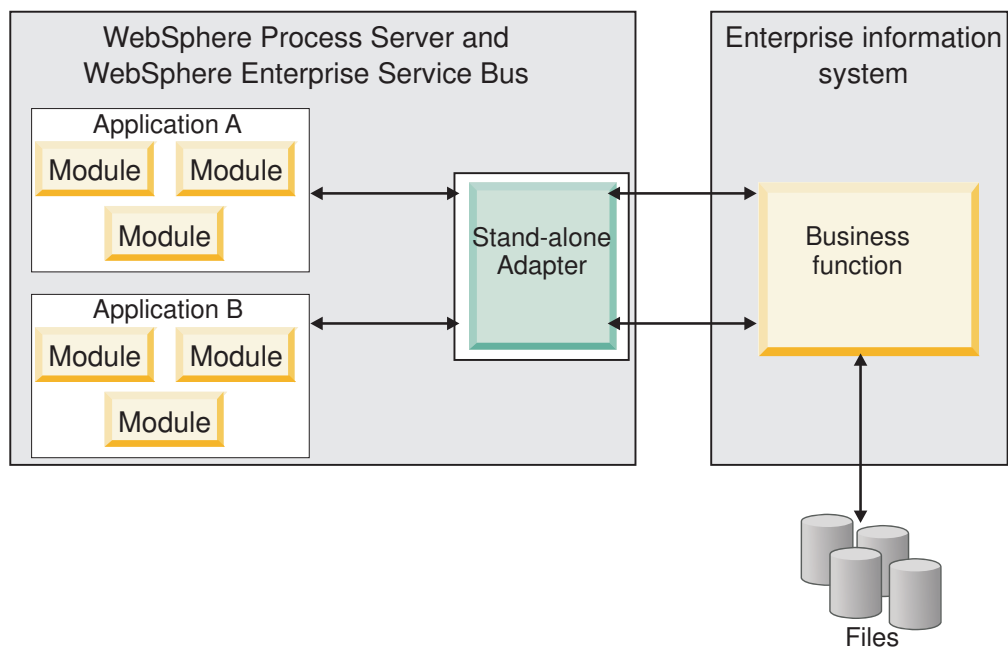 WebSphere Process Server and
WebSphere Enterprise Service Bus
Application A
Module
Module
Module
Application B
Module
Module
Module
Stand-alone
Adapter
Enterprise information
system
Business
function
Files